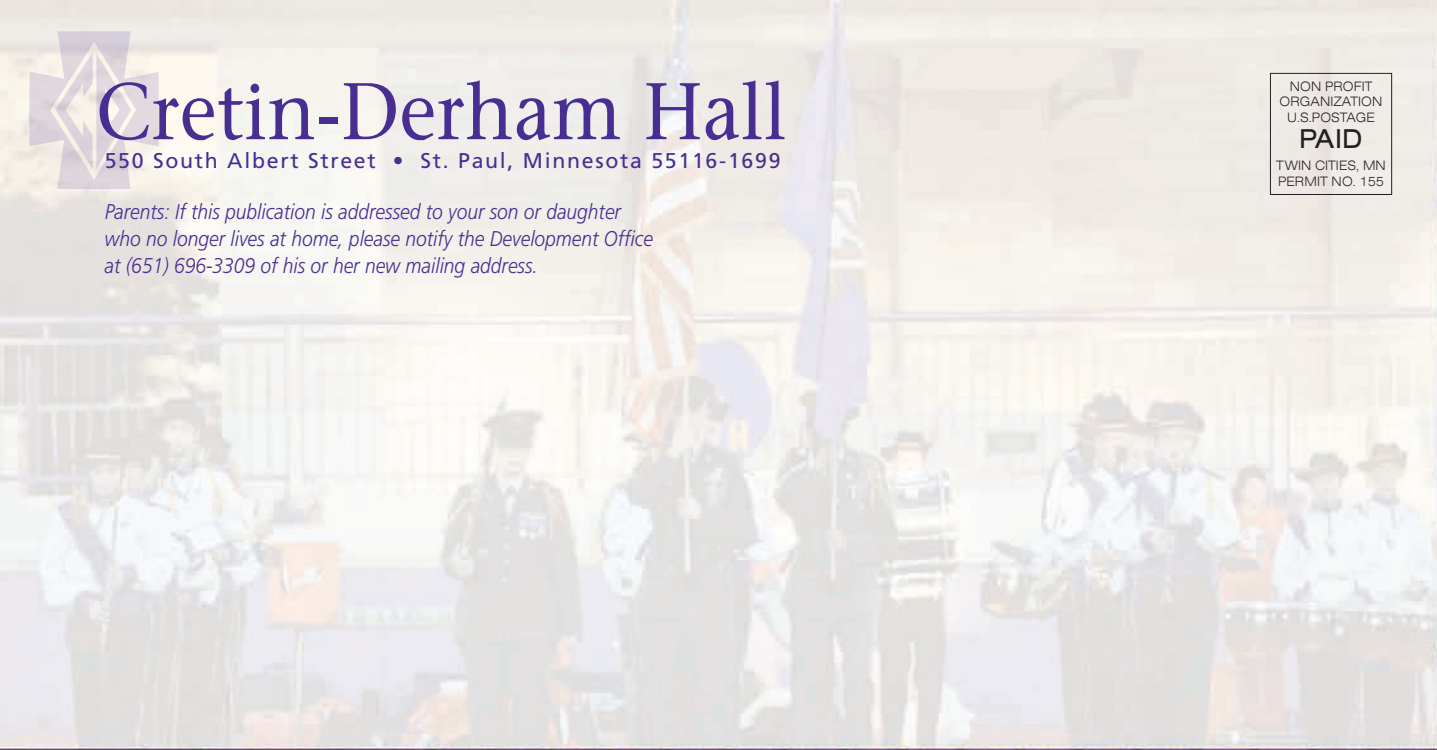 Cretin-Derham Hall
550 South Albert Street • St. Paul, Minnesota 55116-1699
Parents: If this publication is addressed to your son or daughter
who no longer lives at home, please notify the Development Office
at (651) 696-3309 of his or her new mailing address.
NON PROFIT
ORGANIZATION
U.S.POSTAGE
PAID
TWIN CITIES, MN
PERMIT NO. 155